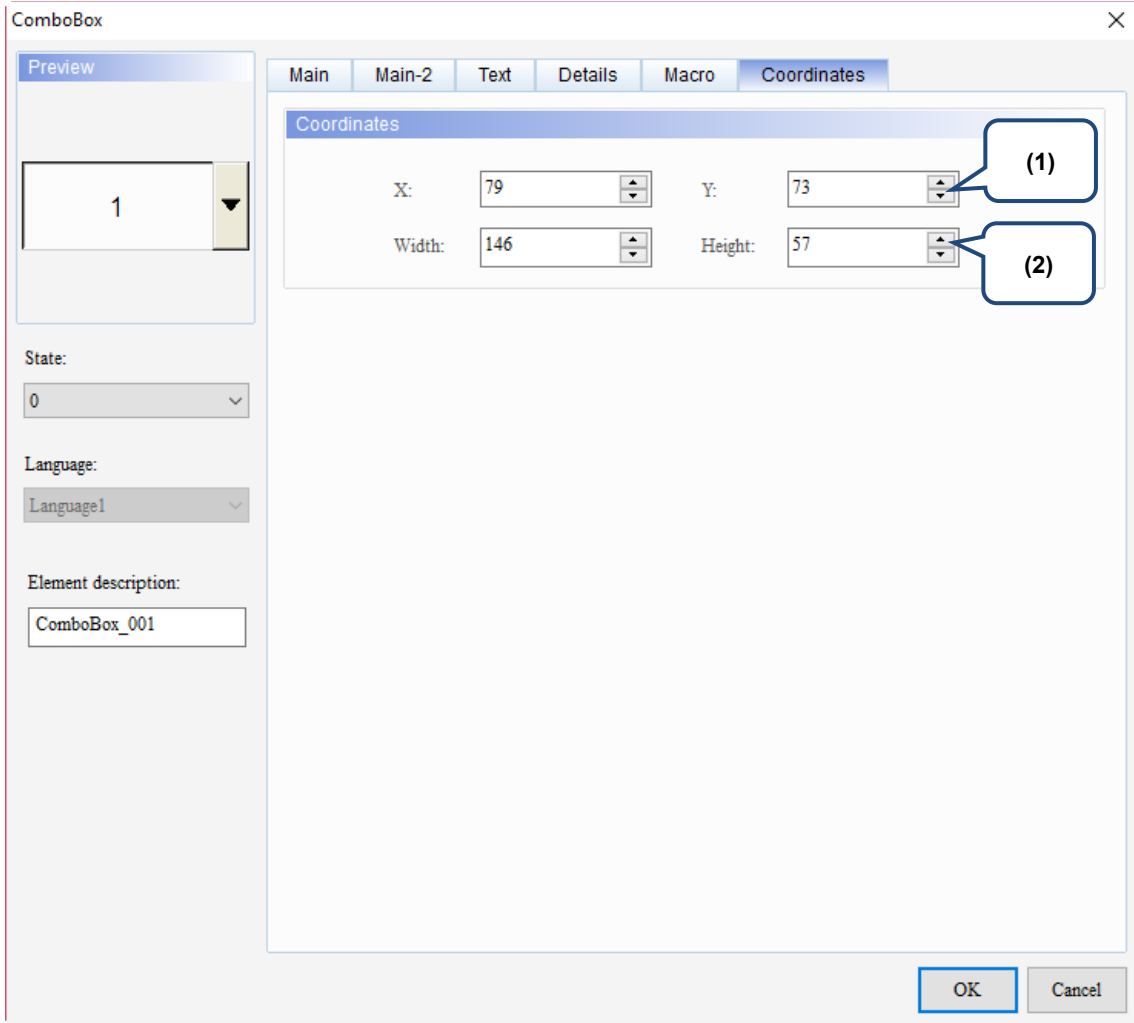 ComboBox
Preview
1
State:
0
Language:
Language1
Element description:
ComboBox_001
Main Main-2 Text Details Macro Coordinates
Coordinates
X: 79 Y: 73
Width: 146 Height: 57
(1)
(2)
OK Cancel